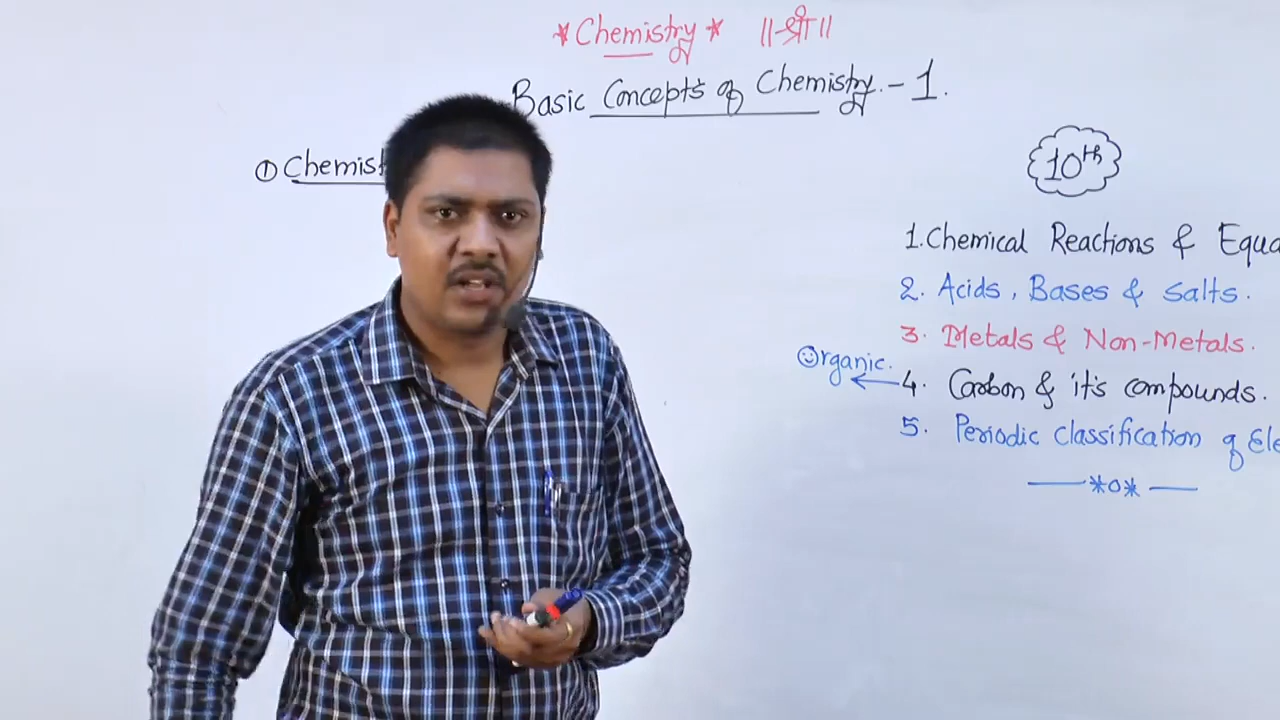 *Chemistry* ||श्री||
Basic Concepts of Chemistry - 1.
① Chemist
10th
1. Chemical Reactions & Equa
2. Acids, Bases & Salts.
3. Metals & Non-Metals.
Organic. ← 4. Carbon & it's compounds.
5. Periodic Classification of Ele